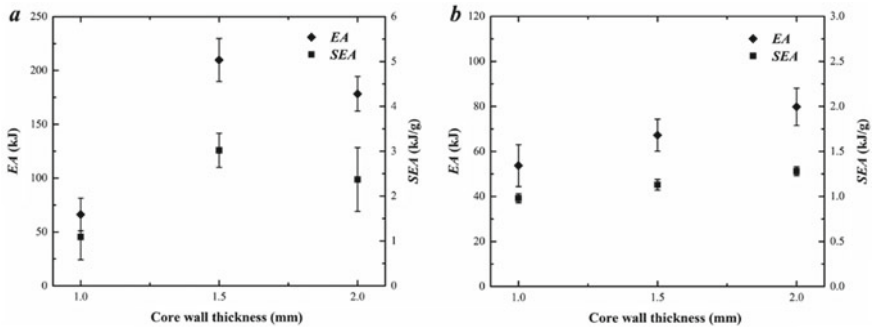 a
250
200
150
100
50
0
EA (kJ)
6
5
4
3
2
1
0
SEA (kJ/g)
EA
SEA
1.0 1.5 2.0
Core wall thickness (mm)
b
120
100
80
60
40
20
0
EA (kJ)
3.0
2.5
2.0
1.5
1.0
0.5
0.0
SEA (kJ/g)
EA
SEA
1.0 1.5 2.0
Core wall thickness (mm)